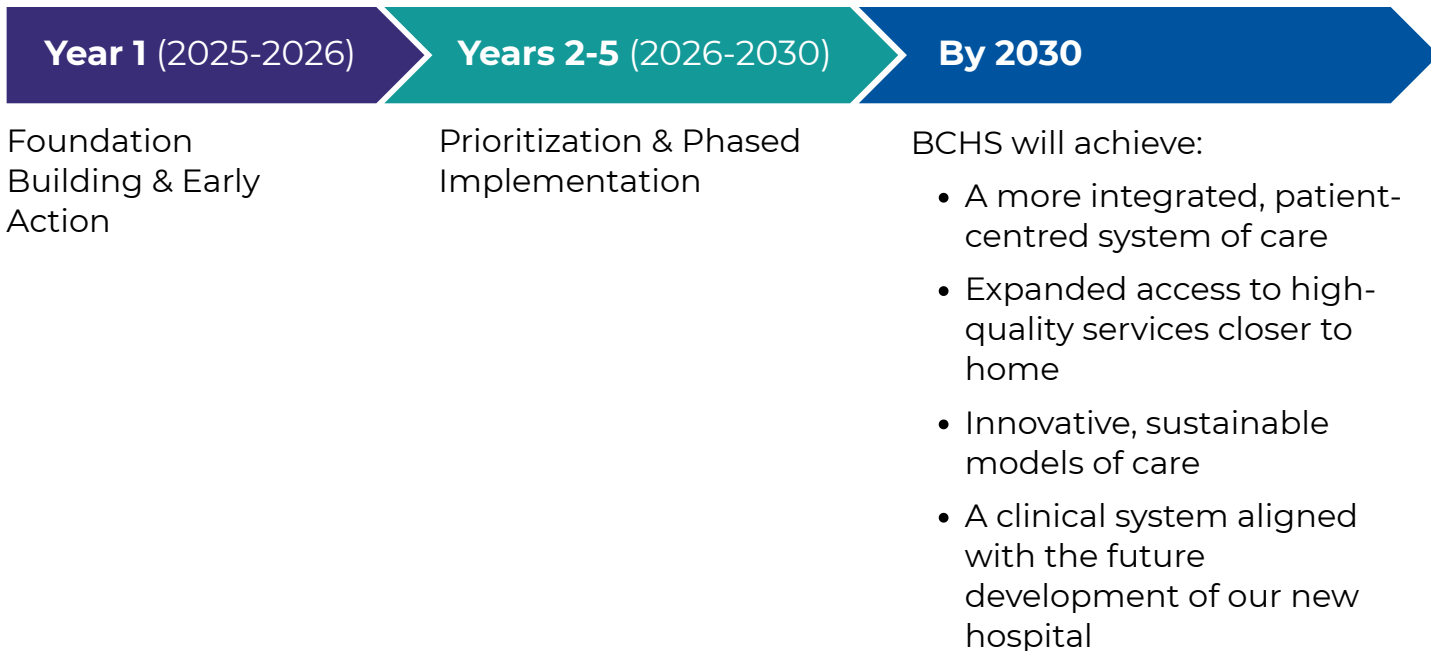 Year 1 (2025-2026)
Years 2-5 (2026-2030)
By 2030
Foundation
Building & Early
Action
Prioritization & Phased
Implementation
BCHS will achieve:
• A more integrated, patient-
centred system of care
• Expanded access to high-
quality services closer to
home
• Innovative, sustainable
models of care
• A clinical system aligned
with the future
development of our new
hospital